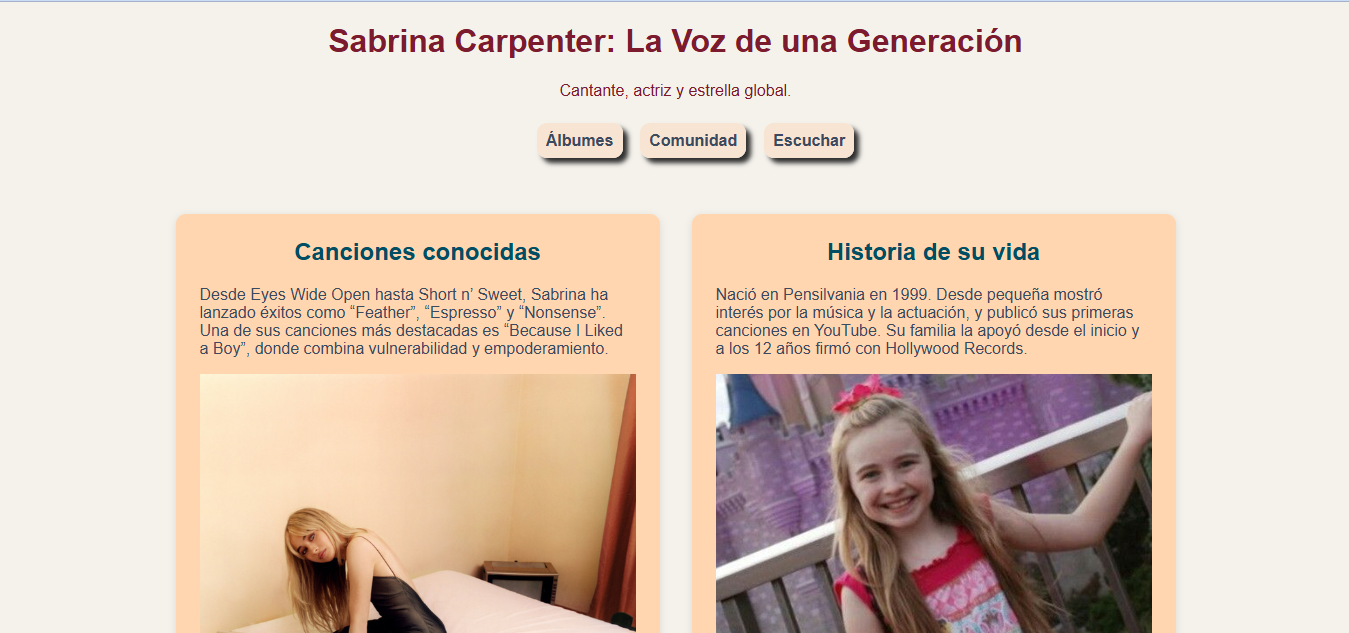 Sabrina Carpenter: La Voz de una Generación
Cantante, actriz y estrella global.
Álbumes
Comunidad
Escuchar
Canciones conocidas
Desde Eyes Wide Open hasta Short n’ Sweet, Sabrina ha
lanzado éxitos como “Feather”, “Espresso” y “Nonsense”.
Una de sus canciones más destacadas es “Because I Liked
a Boy”, donde combina vulnerabilidad y empoderamiento.
Historia de su vida
Nació en Pensilvania en 1999. Desde pequeña mostró
interés por la música y la actuación, y publicó sus primeras
canciones en YouTube. Su familia la apoyó desde el inicio y
a los 12 años firmó con Hollywood Records.